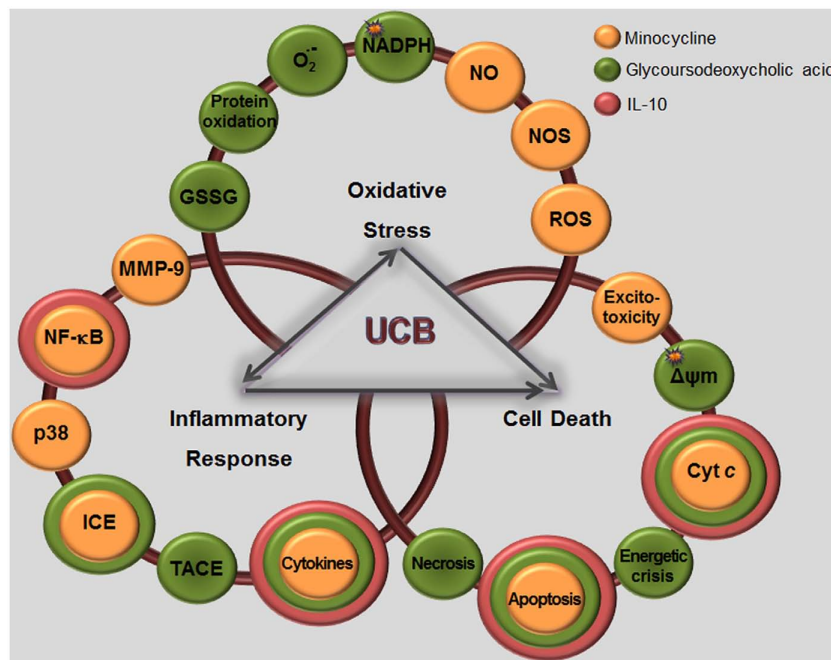 Minocycline
Glycoursodeoxycholic acid
IL-10
NADPH
O2·-
NO
Protein
oxidation
NOS
GSSG
ROS
Oxidative
Stress
MMP-9
Excito-
toxicity
NF-κB
UCB
Δψm
p38
Inflammatory
Response
Cell Death
Cyt c
ICE
TACE
Cytokines
Necrosis
Apoptosis
Energetic
crisis